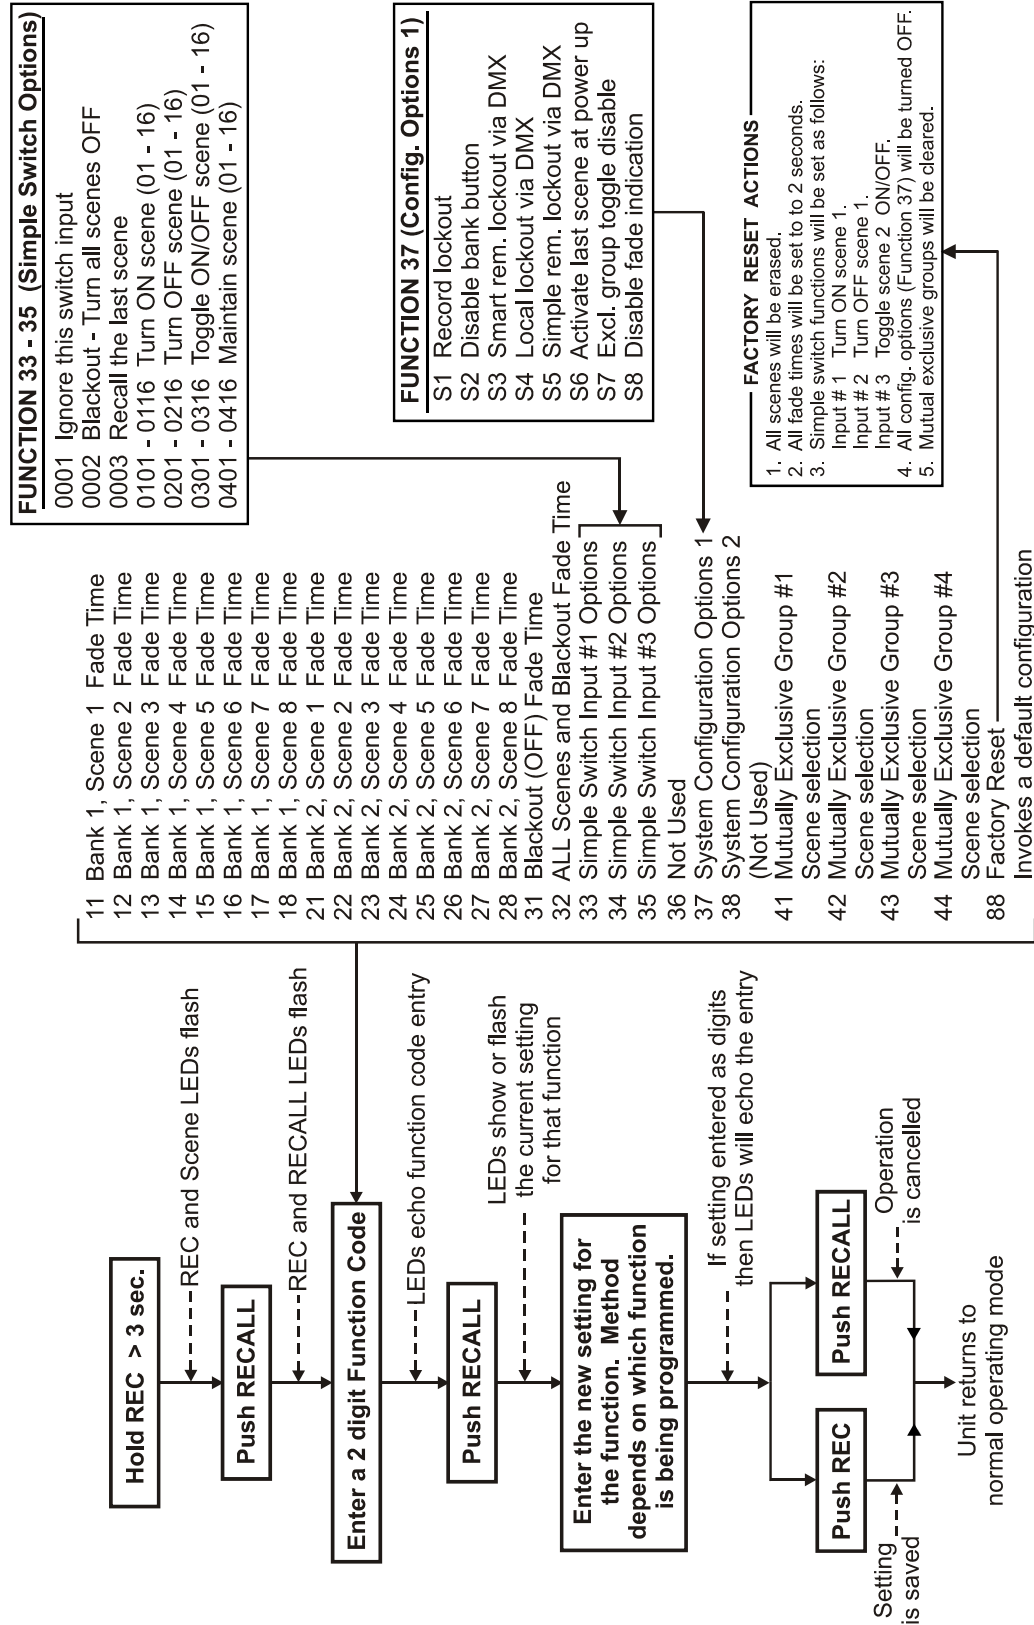 Hold REC > 3 sec.
REC and Scene LEDs flash
Push RECALL
REC and RECALL LEDs flash
Enter a 2 digit Function Code
LEDs echo function code entry
Push RECALL
LEDs show or flash
the current setting
for that function
Enter the new setting for
the function. Method
depends on which function
is being programmed.
If setting entered as digits
then LEDs will echo the entry
Push REC
Push RECALL
Setting
is saved
Operation
is cancelled
Unit returns to
normal operating mode
11 Bank 1, Scene 1 Fade Time
12 Bank 1, Scene 2 Fade Time
13 Bank 1, Scene 3 Fade Time
14 Bank 1, Scene 4 Fade Time
15 Bank 1, Scene 5 Fade Time
16 Bank 1, Scene 6 Fade Time
17 Bank 1, Scene 7 Fade Time
18 Bank 1, Scene 8 Fade Time
21 Bank 2, Scene 1 Fade Time
22 Bank 2, Scene 2 Fade Time
23 Bank 2, Scene 3 Fade Time
24 Bank 2, Scene 4 Fade Time
25 Bank 2, Scene 5 Fade Time
26 Bank 2, Scene 6 Fade Time
27 Bank 2, Scene 7 Fade Time
28 Bank 2, Scene 8 Fade Time
31 Blackout (OFF) Fade Time
32 ALL Scenes and Blackout Fade Time
33 Simple Switch Input #1 Options
34 Simple Switch Input #2 Options
35 Simple Switch Input #3 Options
36 Not Used
37 System Configuration Options 1
38 System Configuration Options 2
(Not Used)
41 Mutually Exclusive Group #1
Scene selection
42 Mutually Exclusive Group #2
Scene selection
43 Mutually Exclusive Group #3
Scene selection
44 Mutually Exclusive Group #4
Scene selection
88 Factory Reset
Invokes a default configuration
FUNCTION 33 - 35 (Simple Switch Options)
0001 Ignore this switch input
0002 Blackout - Turn all scenes OFF
0003 Recall the last scene
0101 - 0116 Turn ON scene (01 - 16)
0201 - 0216 Turn OFF scene (01 - 16)
0301 - 0316 Toggle ON/OFF scene (01 - 16)
0401 - 0416 Maintain scene (01 - 16)
FUNCTION 37 (Config. Options 1)
S1 Record lockout
S2 Disable bank button
S3 Smart rem. lockout via DMX
S4 Local lockout via DMX
S5 Simple rem. lockout via DMX
S6 Activate last scene at power up
S7 Excl. group toggle disable
S8 Disable fade indication
FACTORY RESET ACTIONS
1. All scenes will be erased.
2. All fade times will be set to to 2 seconds.
3. Simple switch functions will be set as follows:
Input # 1 Turn ON scene 1.
Input # 2 Turn OFF scene 1.
Input # 3 Toggle scene 2 ON/OFF.
4. All config. options (Function 37) will be turned OFF.
5. Mutual exclusive groups will be cleared.